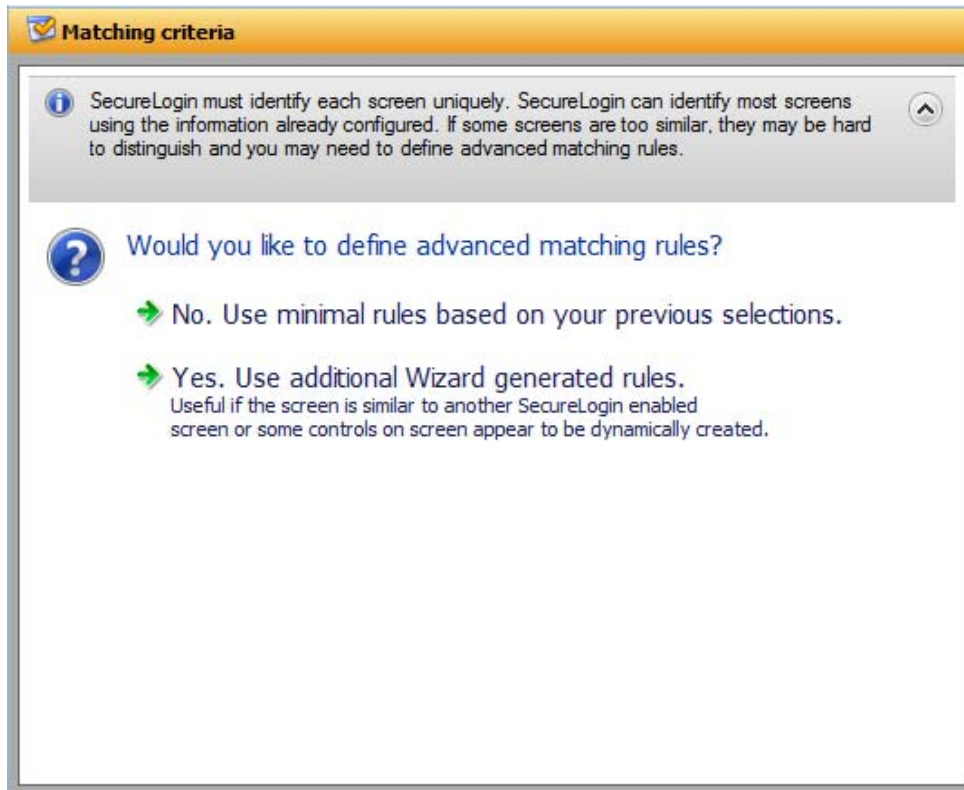 Matching criteria
SecureLogin must identify each screen uniquely. SecureLogin can identify most screens
using the information already configured. If some screens are too similar, they may be hard
to distinguish and you may need to define advanced matching rules.
Would you like to define advanced matching rules?
No. Use minimal rules based on your previous selections.
Yes. Use additional Wizard generated rules.
Useful if the screen is similar to another SecureLogin enabled
screen or some controls on screen appear to be dynamically created.